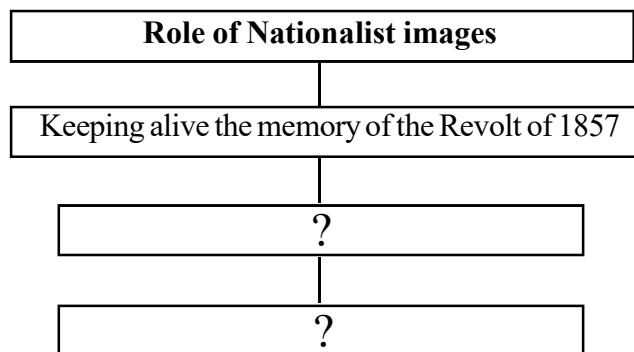 Role of Nationalist images
Keeping alive the memory of the Revolt of 1857
?
?